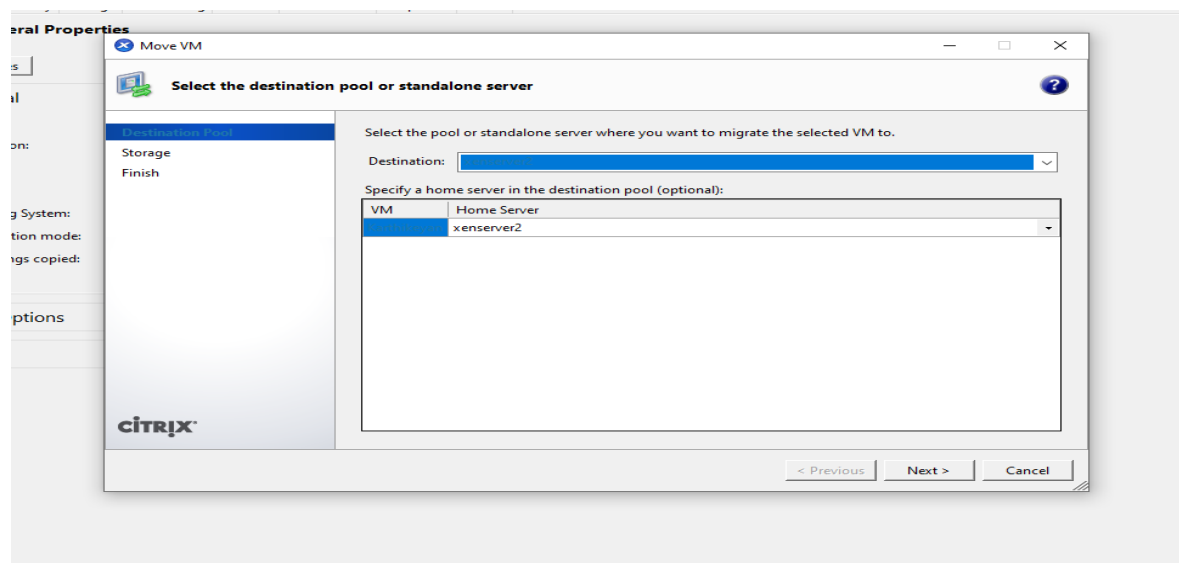 eral Properties
Move VM
s
Select the destination pool or standalone server
?
al
Destination Pool
Select the pool or standalone server where you want to migrate the selected VM to.
on:
Storage
Destination:
Finish
Specify a home server in the destination pool (optional):
VM Home Server
g System:
xenserver2
tion mode:
ngs copied:
ptions
CİTRIX
< Previous Next > Cancel